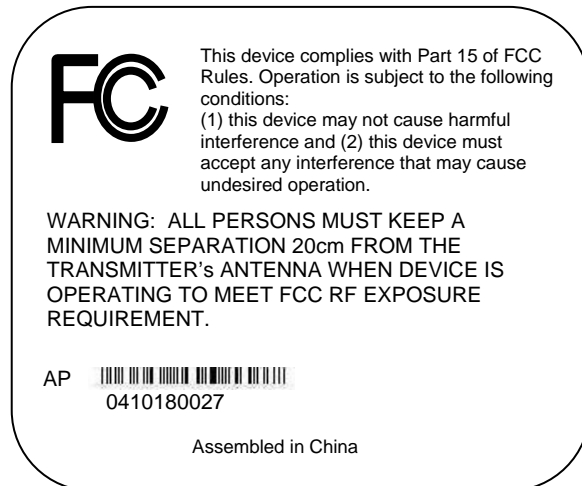 FCC
This device complies with Part 15 of FCC
Rules. Operation is subject to the following
conditions:
(1) this device may not cause harmful
interference and (2) this device must
accept any interference that may cause
undesired operation.
WARNING: ALL PERSONS MUST KEEP A
MINIMUM SEPARATION 20cm FROM THE
TRANSMITTER's ANTENNA WHEN DEVICE IS
OPERATING TO MEET FCC RF EXPOSURE
REQUIREMENT.
AP
0410180027
Assembled in China